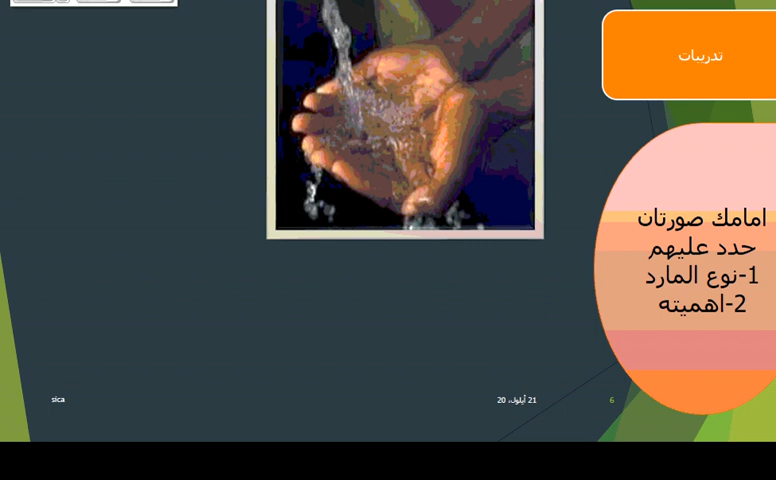 تدريبات
امامك صورتان
حدد عليهم
1-نوع المارد
2-اهميته
sica
21 أيلول، 20
6